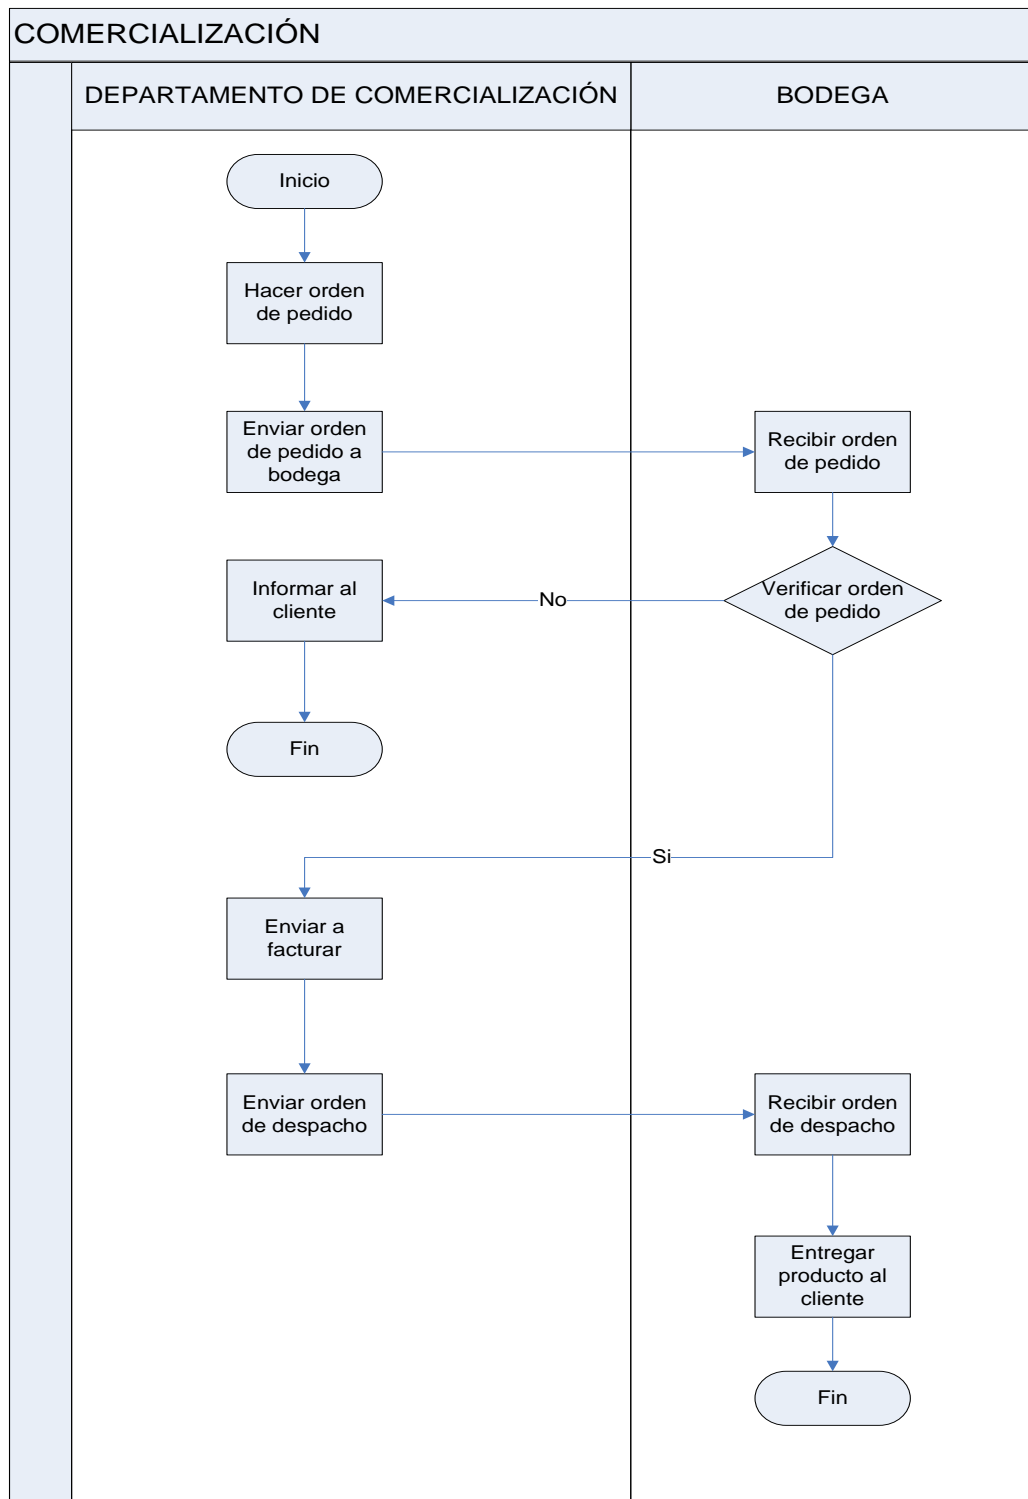 COMERCIALIZACIÓN
DEPARTAMENTO DE COMERCIALIZACIÓN
BODEGA
Inicio
Hacer orden
de pedido
Enviar orden
de pedido a
bodega
Recibir orden
de pedido
Informar al
cliente
No
Verificar orden
de pedido
Fin
Si
Enviar a
facturar
Enviar orden
de despacho
Recibir orden
de despacho
Entregar
producto al
cliente
Fin